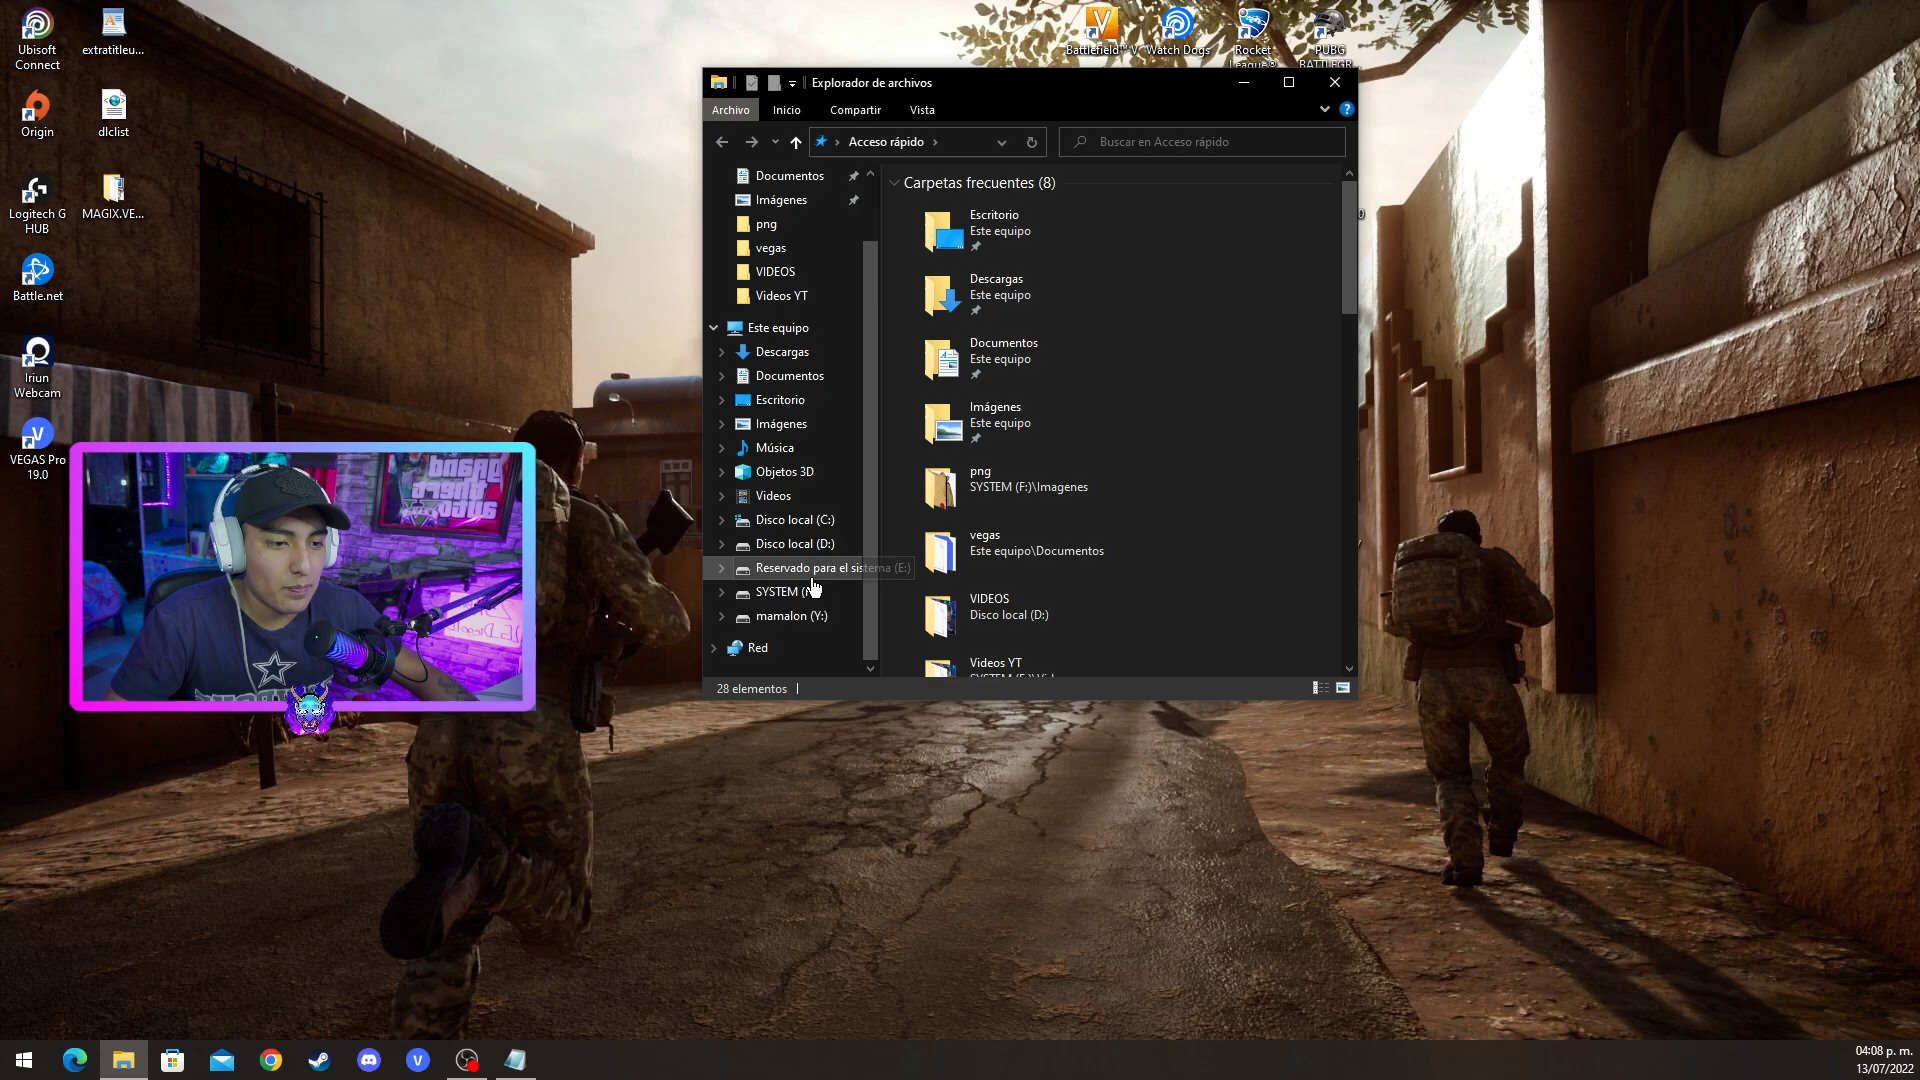 Ubisoft
Connect
extratitleu...
Origin
dlclist
Logitech G
HUB
MAGIX.VE...
Battle.net
Iriun
Webcam
VEGAS Pro
19.0
Battlefield™ V
Watch Dogs
Rocket
League®
PUBG
BATTLEGR...
Explorador de archivos
Archivo
Inicio
Compartir
Vista
Acceso rápido
Buscar en Acceso rápido
Documentos
Imágenes
png
vegas
VIDEOS
Videos YT
Este equipo
Descargas
Documentos
Escritorio
Imágenes
Música
Objetos 3D
Videos
Disco local (C:)
Disco local (D:)
Reservado para el sistema (E:)
SYSTEM
mamalon (Y:)
Red
Carpetas frecuentes (8)
Escritorio
Este equipo
Descargas
Este equipo
Documentos
Este equipo
Imágenes
Este equipo
png
SYSTEM (F:)\Imagenes
vegas
Este equipo\Documentos
VIDEOS
Disco local (D:)
Videos YT
28 elementos
grand
theft
auto
04:08 p. m.
13/07/2022